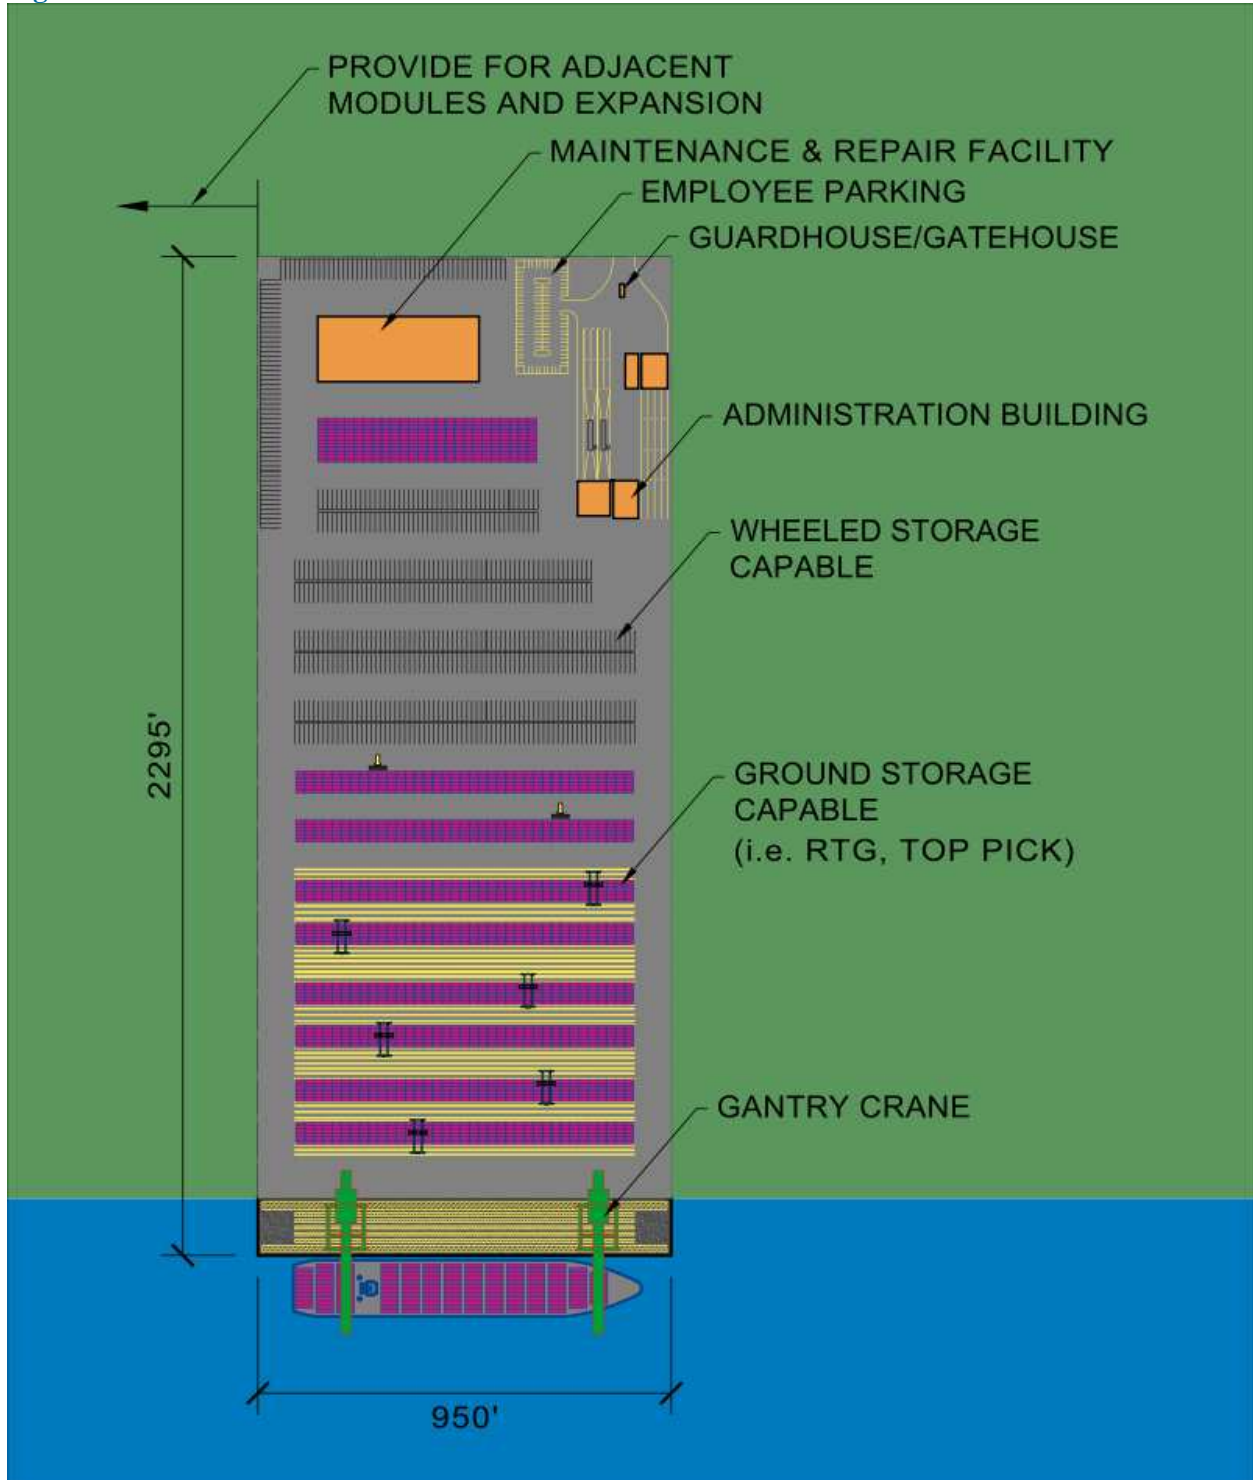 PROVIDE FOR ADJACENT
MODULES AND EXPANSION
MAINTENANCE & REPAIR FACILITY
EMPLOYEE PARKING
GUARDHOUSE/GATEHOUSE
ADMINISTRATION BUILDING
WHEELED STORAGE
CAPABLE
2295'
GROUND STORAGE
CAPABLE
(i.e. RTG, TOP PICK)
GANTRY CRANE
950'